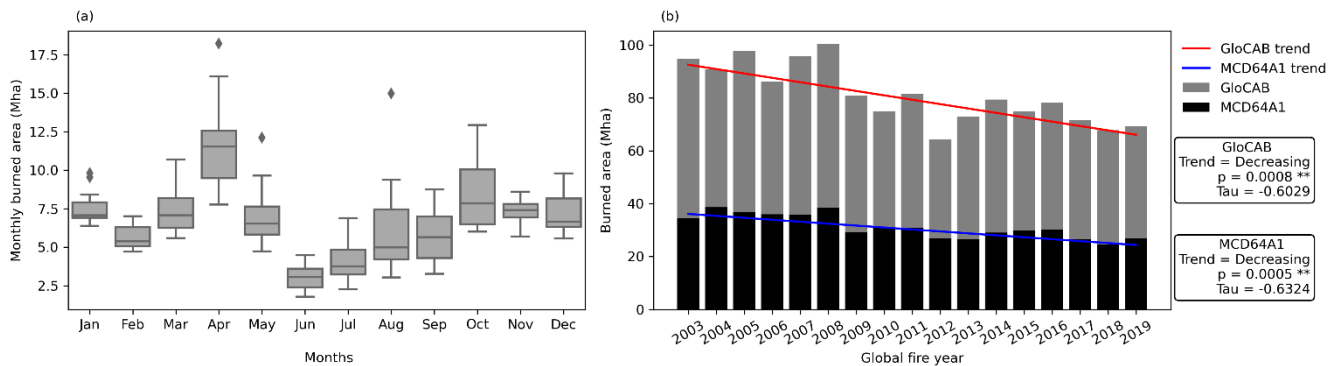 (a)
Monthly burned area (Mha)
17.5
15.0
12.5
10.0
7.5
5.0
2.5
Jan Feb Mar Apr May Jun Jul Aug Sep Oct Nov Dec
Months
(b)
Burned area (Mha)
100
80
60
40
20
0
2003 2004 2005 2006 2007 2008 2009 2010 2011 2012 2013 2014 2015 2016 2017 2018 2019
Global fire year
GloCAB trend
MCD64A1 trend
GloCAB
MCD64A1
GloCAB
Trend = Decreasing
p = 0.0008 **
Tau = -0.6029
MCD64A1
Trend = Decreasing
p = 0.0005 **
Tau = -0.6324